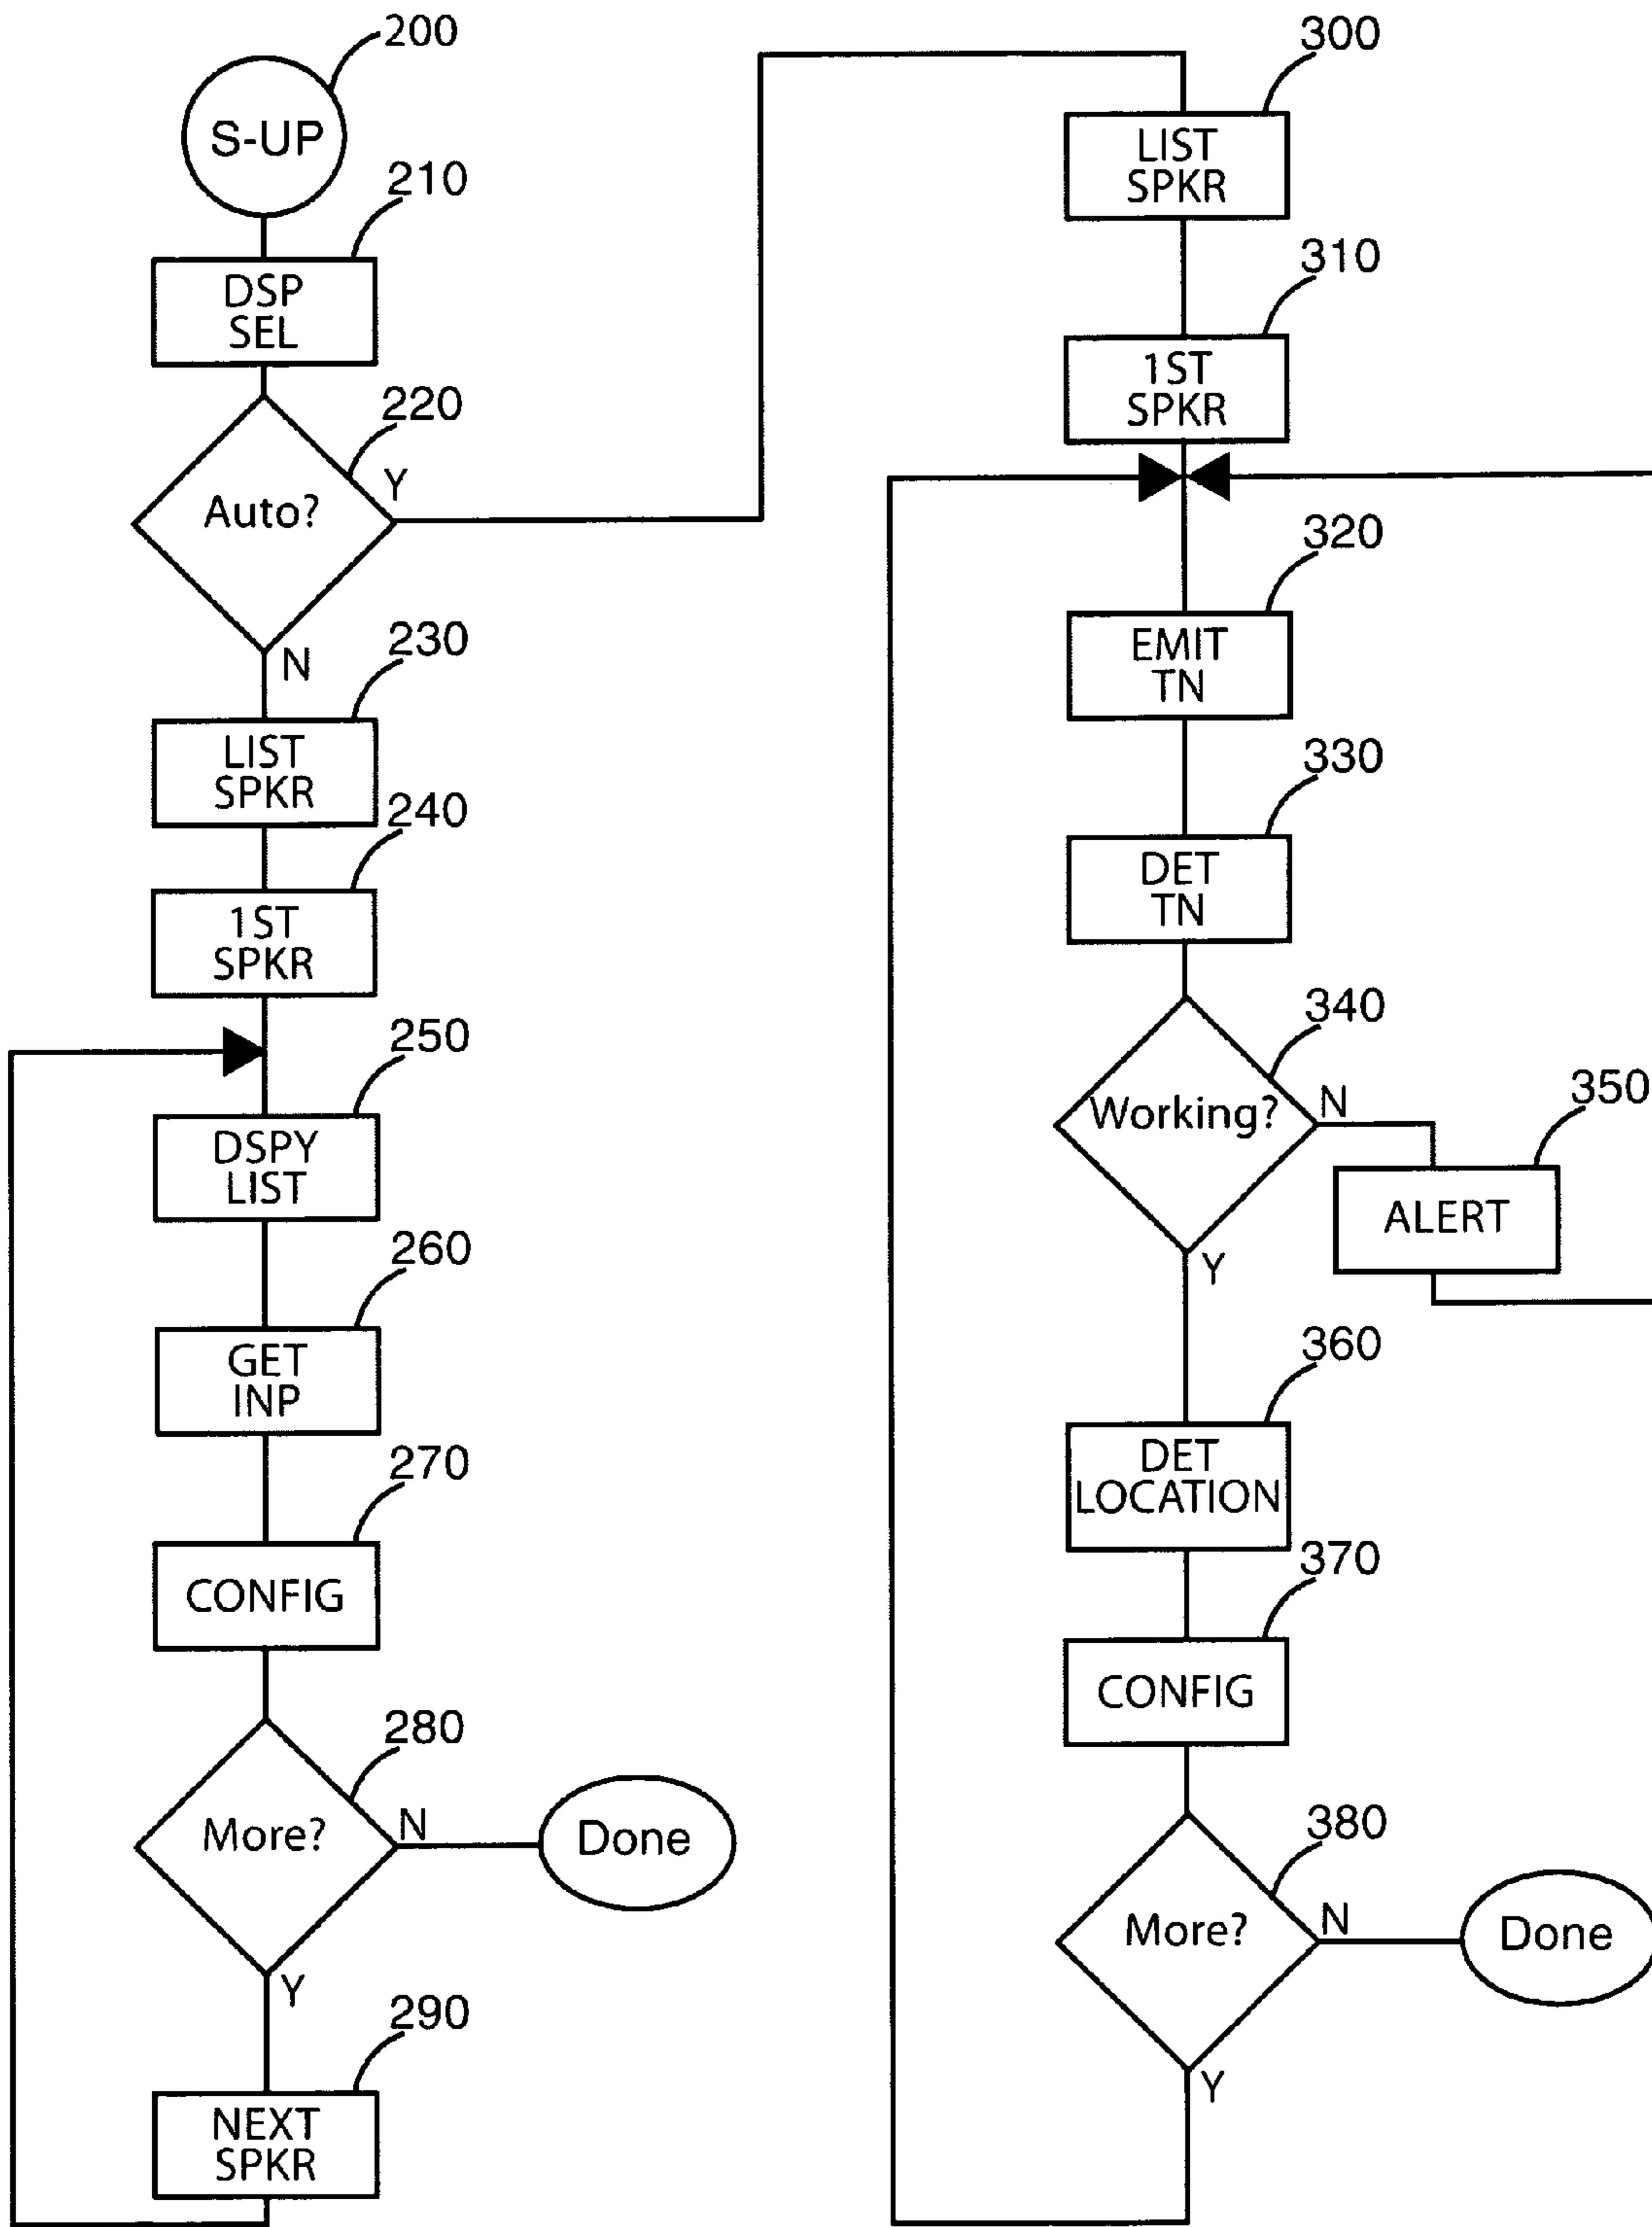 200
S-UP
210
DSP
SEL
220
Auto?
Y
N
230
LIST
SPKR
240
1ST
SPKR
250
DSPY
LIST
260
GET
INP
270
CONFIG
280
More?
N
Done
Y
290
NEXT
SPKR
300
LIST
SPKR
310
1ST
SPKR
320
EMIT
TN
330
DET
TN
340
Working?
N
350
ALERT
Y
360
DET
LOCATION
370
CONFIG
380
More?
N
Done
Y